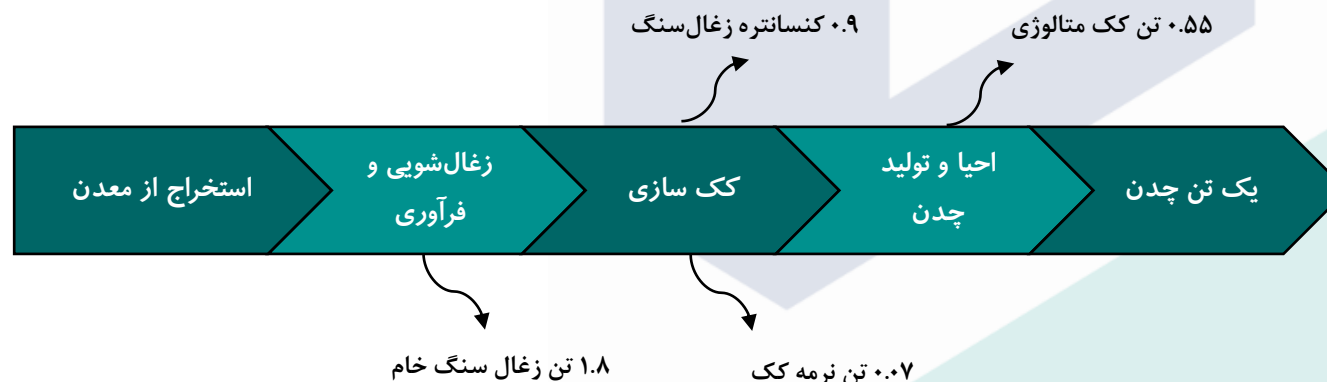 ۰.۹ کنسانتره زغال‌سنگ
۰.۵۵ تن کک متالوژی
استخراج از معدن
زغال‌شویی و
فرآوری
کک سازی
احیا و تولید
چدن
یک تن چدن
۱.۸ تن زغال سنگ خام
۰.۰۷ تن نرمه کک